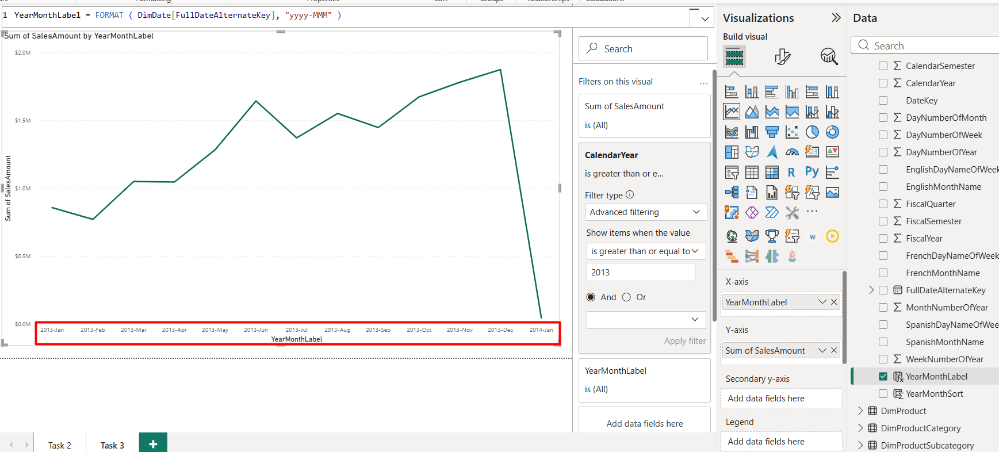 Formatting
Properties
Sort
Groups
Relationships
Calculations
1 YearMonthLabel = FORMAT ( DimDate[FullDateAlternateKey], "yyyy-MMM" )
Sum of SalesAmount by YearMonthLabel
$2.0M
$1.5M
$1.0M
$0.5M
$0.0M
Sum of SalesAmount
2013-Jan 2013-Feb 2013-Mar 2013-Apr 2013-May 2013-Jun 2013-Jul 2013-Aug 2013-Sep 2013-Oct 2013-Nov 2013-Dec 2014-Jan
YearMonthLabel
Task 2
Task 3
+
Search
Filters on this visual
...
Sum of SalesAmount
is (All)
CalendarYear
is greater than or e...
Filter type
Advanced filtering
Show items when the value
is greater than or equal to
2013
And Or
Apply filter
YearMonthLabel
is (All)
Add data fields here
Visualizations
Build visual
123
R Py
...
W
X-axis
YearMonthLabel
Y-axis
Sum of SalesAmount
Secondary y-axis
Add data fields here
Legend
Add data fields here
Data
Search
CalendarSemester
CalendarYear
DateKey
DayNumberOfMonth
DayNumberOfWeek
DayNumberOfYear
EnglishDayNameOfWeek
EnglishMonthName
FiscalQuarter
FiscalSemester
FiscalYear
FrenchDayNameOfWeek
FrenchMonthName
FullDateAlternateKey
MonthNumberOfYear
SpanishDayNameOfWee
SpanishMonthName
WeekNumberOfYear
YearMonthLabel
YearMonthSort
DimProduct
DimProductCategory
DimProductSubcategory